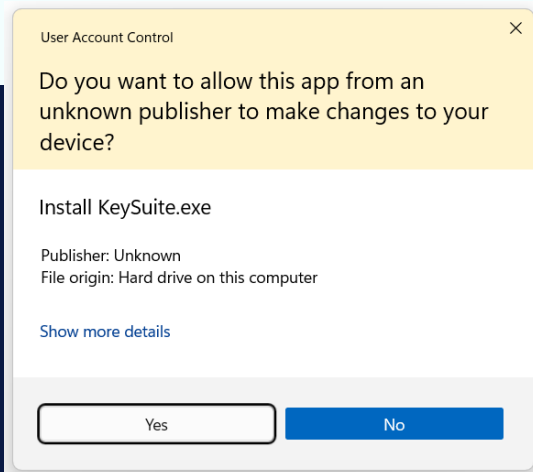 User Account Control
Do you want to allow this app from an
unknown publisher to make changes to your
device?
Install KeySuite.exe
Publisher: Unknown
File origin: Hard drive on this computer
Show more details
Yes
No